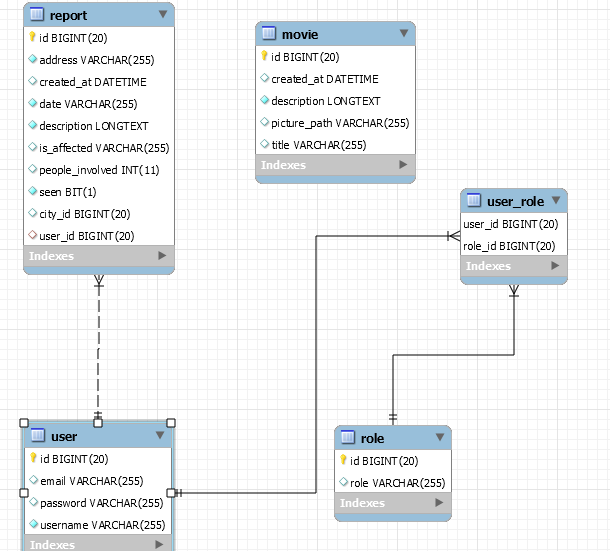 report
id BIGINT(20)
address VARCHAR(255)
created_at DATETIME
date VARCHAR(255)
description LONGTEXT
is_affected VARCHAR(255)
people_involved INT(11)
seen BIT(1)
city_id BIGINT(20)
user_id BIGINT(20)
Indexes
movie
id BIGINT(20)
created_at DATETIME
description LONGTEXT
picture_path VARCHAR(255)
title VARCHAR(255)
Indexes
user_role
user_id BIGINT(20)
role_id BIGINT(20)
Indexes
user
id BIGINT(20)
email VARCHAR(255)
password VARCHAR(255)
username VARCHAR(255)
Indexes
role
id BIGINT(20)
role VARCHAR(255)
Indexes